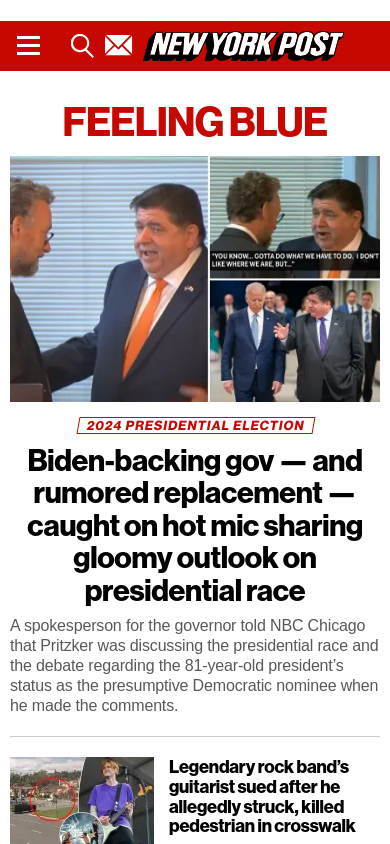 NEW YORK POST
FEELING BLUE
"YOU KNOW... GOTTA DO WHAT WE HAVE TO DO. I DON'T
LIKE WHERE WE ARE, BUT..."
2024 PRESIDENTIAL ELECTION
Biden-backing gov — and
rumored replacement —
caught on hot mic sharing
gloomy outlook on
presidential race
A spokesperson for the governor told NBC Chicago
that Pritzker was discussing the presidential race and
the debate regarding the 81-year-old president’s
status as the presumptive Democratic nominee when
he made the comments.
Legendary rock band’s
guitarist sued after he
allegedly struck, killed
pedestrian in crosswalk